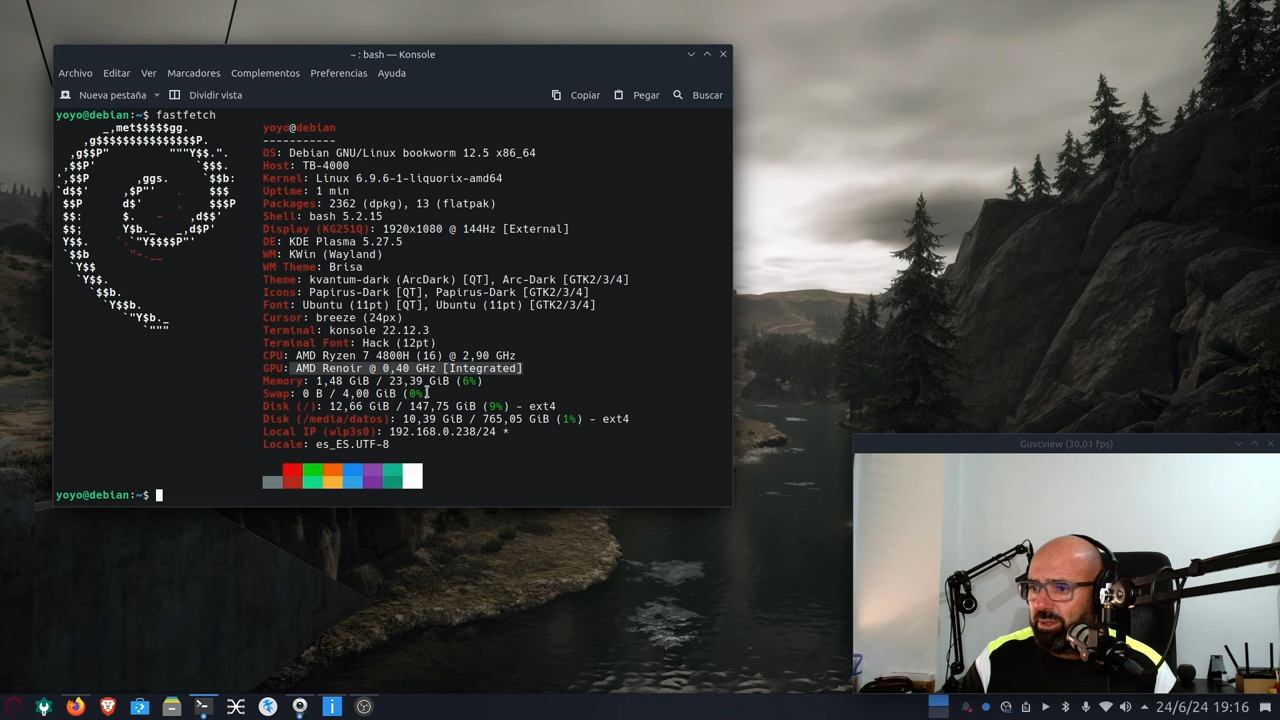 ~ : bash — Konsole
Archivo Editar Ver Marcadores Complementos Preferencias Ayuda
Nueva pestaña Dividir vista Copiar Pegar Buscar
yoyo@debian:~$ fastfetch
_,met$$$$$gg.
,g$$$$$$$$$$$$$$$P.
,g$$P" """Y$$.".
,$$P' `$$$.
',$$P ,ggs. `$$b:
`d$$' ,$P"' . $$$
$$P d$' , $$$P
$$: $. - ,d$$'
$$; Y$b._ _,d$P'
Y$$. `.`"Y$$$$P"'
`$$b "-.__
`Y$$
`Y$$.
`$$b.
`Y$$b.
`"Y$b._
`"""
yoyo@debian
-----------
OS: Debian GNU/Linux bookworm 12.5 x86_64
Host: TB-4000
Kernel: Linux 6.9.6-1-liquorix-amd64
Uptime: 1 min
Packages: 2362 (dpkg), 13 (flatpak)
Shell: bash 5.2.15
Display (KG251Q): 1920x1080 @ 144Hz [External]
DE: KDE Plasma 5.27.5
WM: KWin (Wayland)
WM Theme: Brisa
Theme: kvantum-dark (ArcDark) [QT], Arc-Dark [GTK2/3/4]
Icons: Papirus-Dark [QT], Papirus-Dark [GTK2/3/4]
Font: Ubuntu (11pt) [QT], Ubuntu (11pt) [GTK2/3/4]
Cursor: breeze (24px)
Terminal: konsole 22.12.3
Terminal Font: Hack (12pt)
CPU: AMD Ryzen 7 4800H (16) @ 2,90 GHz
GPU: AMD Renoir @ 0,40 GHz [Integrated]
Memory: 1,48 GiB / 23,39 GiB (6%)
Swap: 0 B / 4,00 GiB (0%)
Disk (/): 12,66 GiB / 147,75 GiB (9%) - ext4
Disk (/media/datos): 10,39 GiB / 765,05 GiB (1%) - ext4
Local IP (wlp3s0): 192.168.0.238/24 *
Locale: es_ES.UTF-8
yoyo@debian:~$
Guvcview (30,01 fps)
24/6/24 19:16